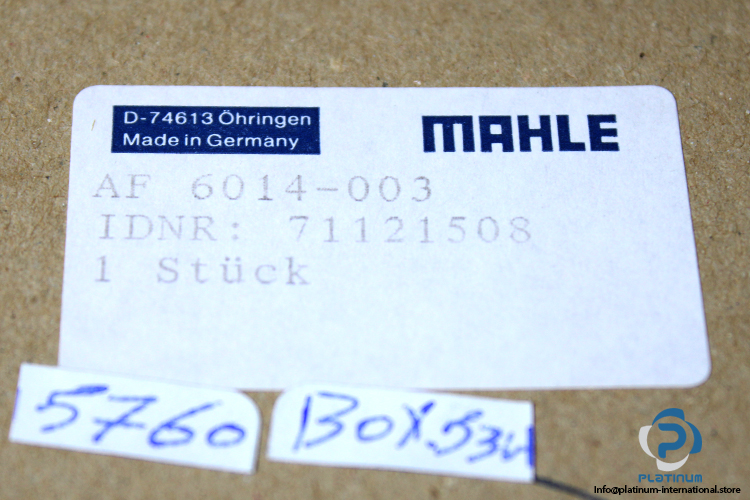 D-74613 Öhringen
Made in Germany
MAHLE
AF 6014-003
IDNR: 71121508
1 Stück
5760
PLATINUM
Info@platinum-international.store